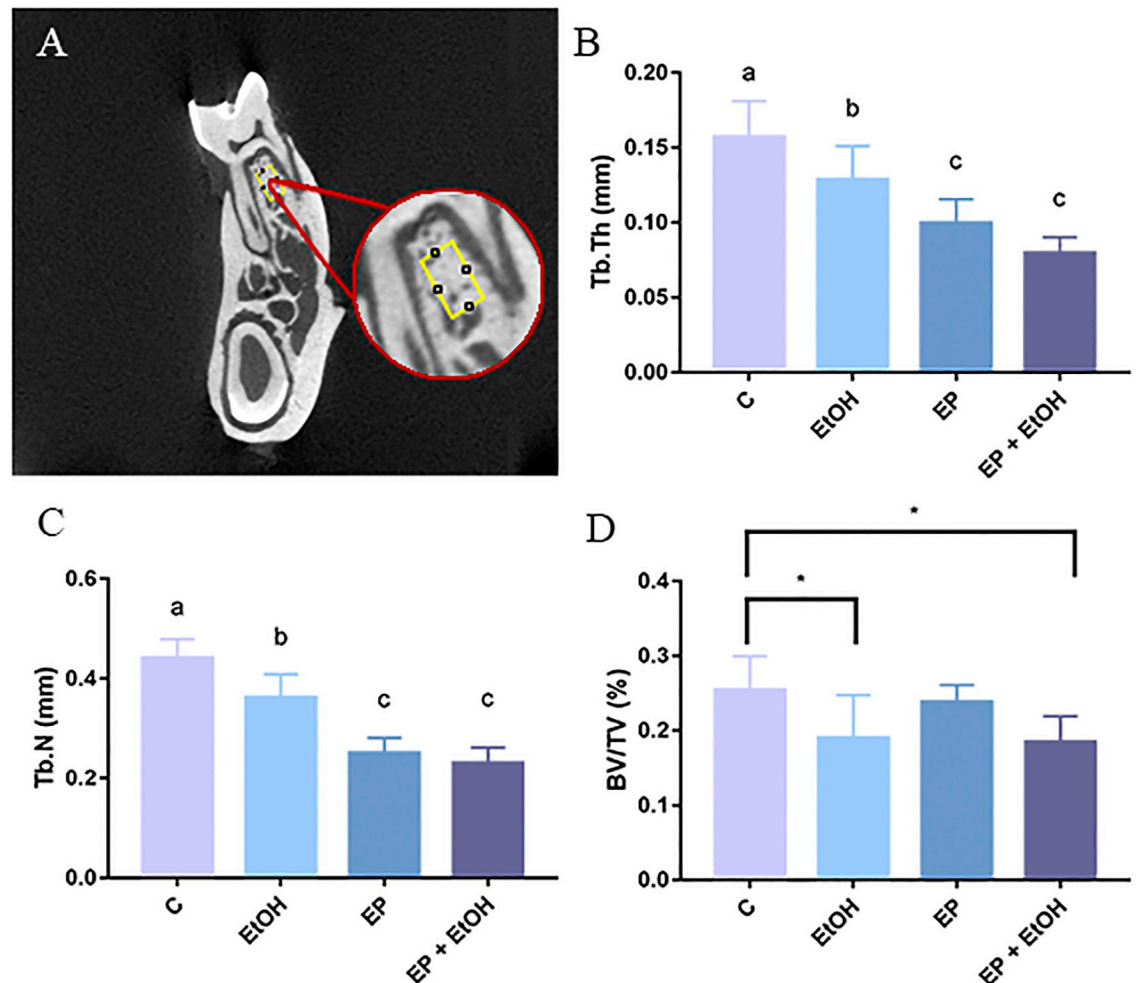 A
B
Tb.Th (mm)
0.20
0.15
0.10
0.05
0.00
a
b
c
c
C
EtOH
EP
EP + EtOH
C
Tb.N (mm)
0.6
0.4
0.2
0.0
a
b
c
c
C
EtOH
EP
EP + EtOH
D
BV/TV (%)
0.4
0.3
0.2
0.1
0.0
*
*
C
EtOH
EP
EP + EtOH